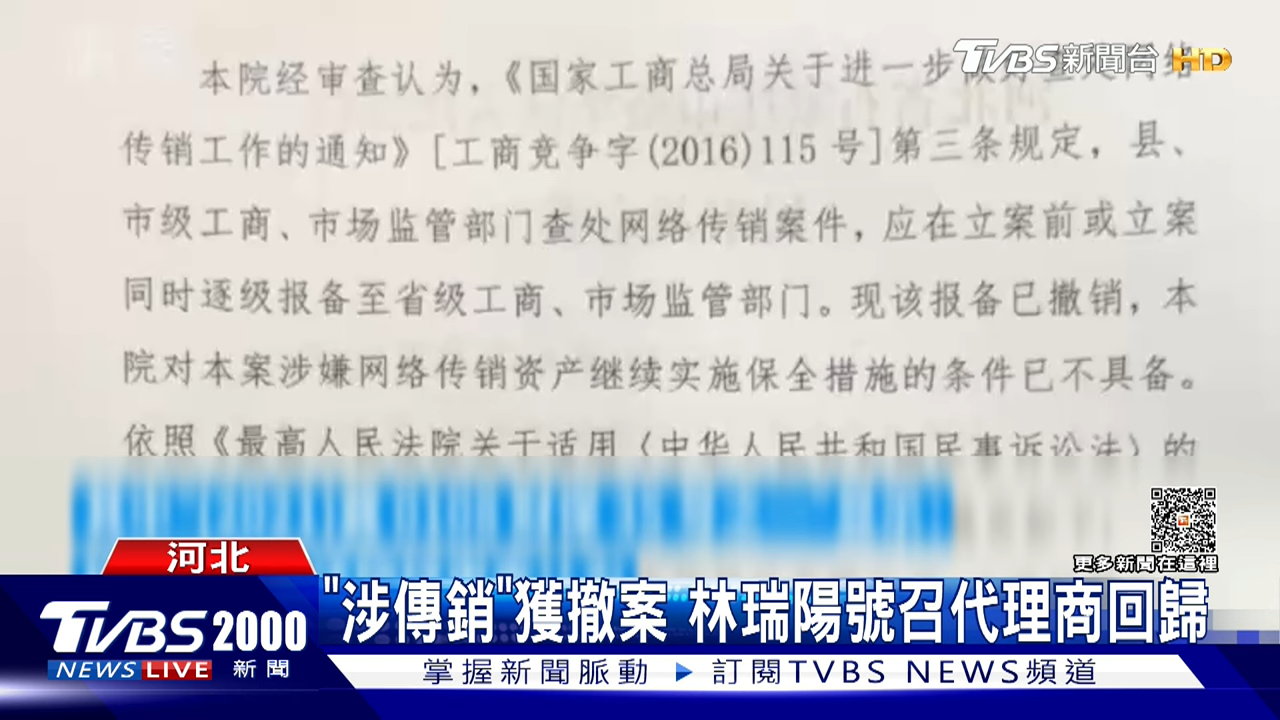 TVBS新聞台 HD
本院经审查认为，《国家工商总局关于进一步
传销工作的通知》[工商竞争字(2016)115 号]第三条规定，县、
市级工商、市场监管部门查处网络传销案件，应在立案前或立案
同时逐级报备至省级工商、市场监管部门。现该报备已撤销，本
院对本案涉嫌网络传销资产继续实施保全措施的条件已不具备。
依照《最高人民法院关于适用〈中华人民共和国民事诉讼法〉的
更多新聞在這裡
河北
"涉傳銷"獲撤案 林瑞陽號召代理商回歸
TVBS 2000
NEWS LIVE 新聞
掌握新聞脈動 ▶ 訂閱TVBS NEWS頻道